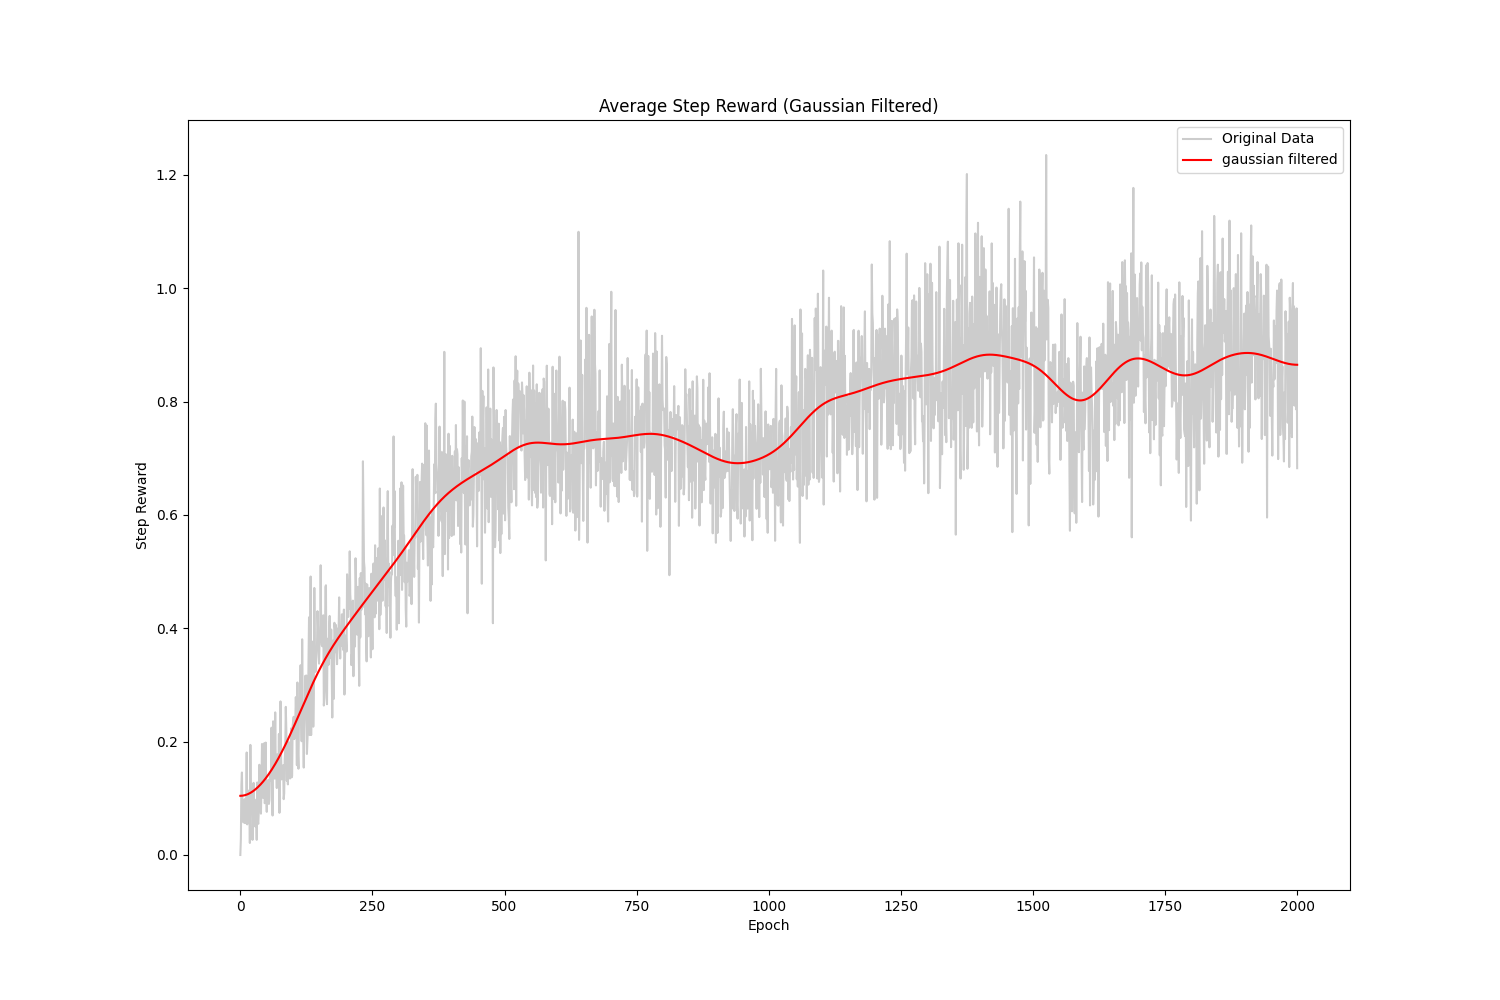 Average Step Reward (Gaussian Filtered)
Original Data
gaussian filtered
1.2
1.0
0.8
0.6
0.4
0.2
0.0
Step Reward
0 250 500 750 1000 1250 1500 1750 2000
Epoch